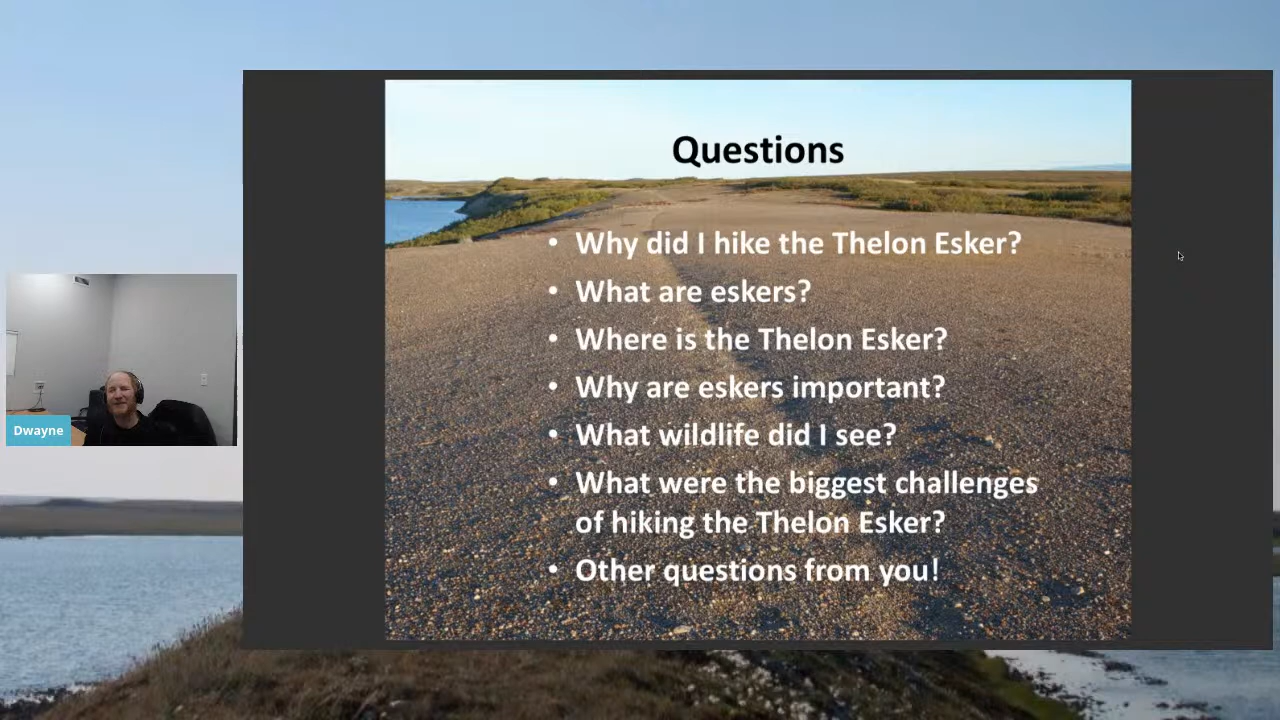 Questions
• Why did I hike the Thelon Esker?
• What are eskers?
• Where is the Thelon Esker?
• Why are eskers important?
• What wildlife did I see?
• What were the biggest challenges
of hiking the Thelon Esker?
• Other questions from you!
Dwayne